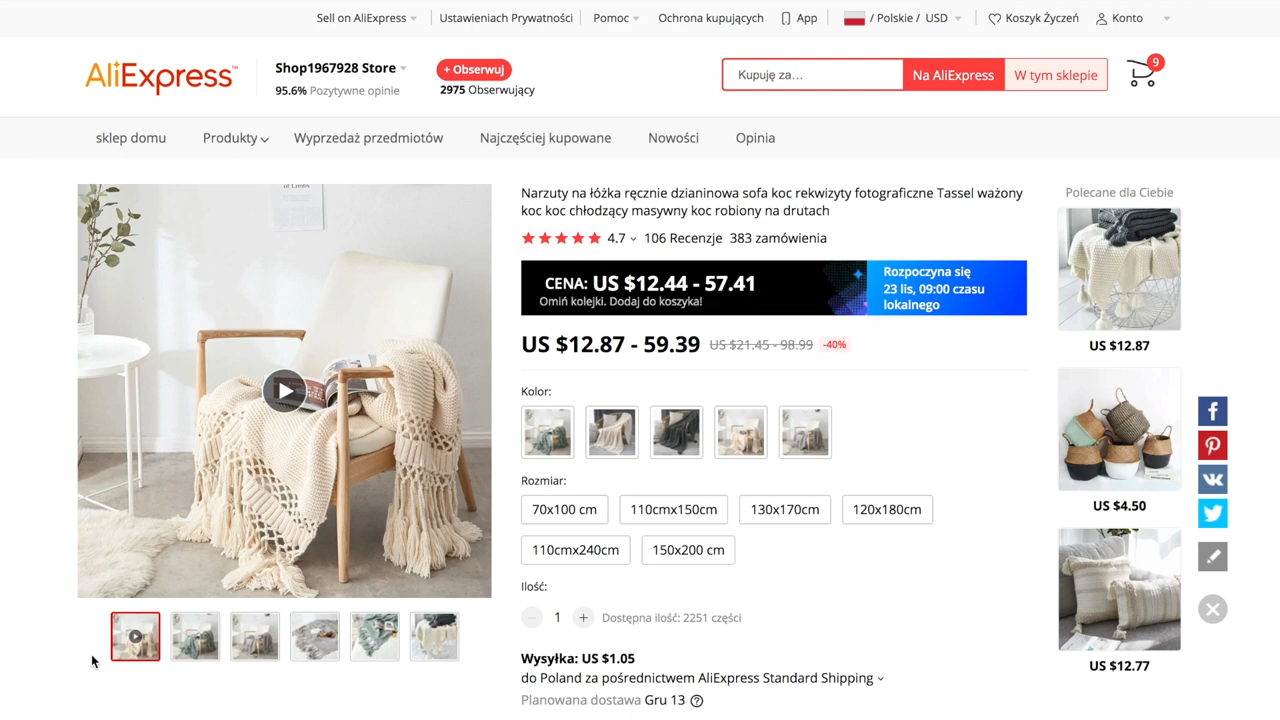 Sell on AliExpress
Ustawieniach Prywatności
Pomoc
Ochrona kupujących
App
/ Polskie / USD
Koszyk Życzeń
Konto
AliExpress™
Shop1967928 Store
95.6% Pozytywne opinie
+ Obserwuj
2975 Obserwujący
Kupuję za...
Na AliExpress
W tym sklepie
9
sklep domu
Produkty
Wyprzedaż przedmiotów
Najczęściej kupowane
Nowości
Opinia
Narzuty na łóżka ręcznie dzianinowa sofa koc rekwizyty fotograficzne Tassel ważony
koc koc chłodzący masywny koc robiony na drutach
4.7
106 Recenzje
383 zamówienia
CENA: US $12.44 - 57.41
Omiń kolejki. Dodaj do koszyka!
Rozpoczyna się
23 lis, 09:00 czasu
lokalnego
US $12.87 - 59.39
US $21.45 - 98.99
-40%
Kolor:
Rozmiar:
70x100 cm
110cmx150cm
130x170cm
120x180cm
110cmx240cm
150x200 cm
Ilość:
1
Dostępna ilość: 2251 części
Wysyłka: US $1.05
do Poland za pośrednictwem AliExpress Standard Shipping
Planowana dostawa Gru 13
Polecane dla Ciebie
US $12.87
US $4.50
US $12.77